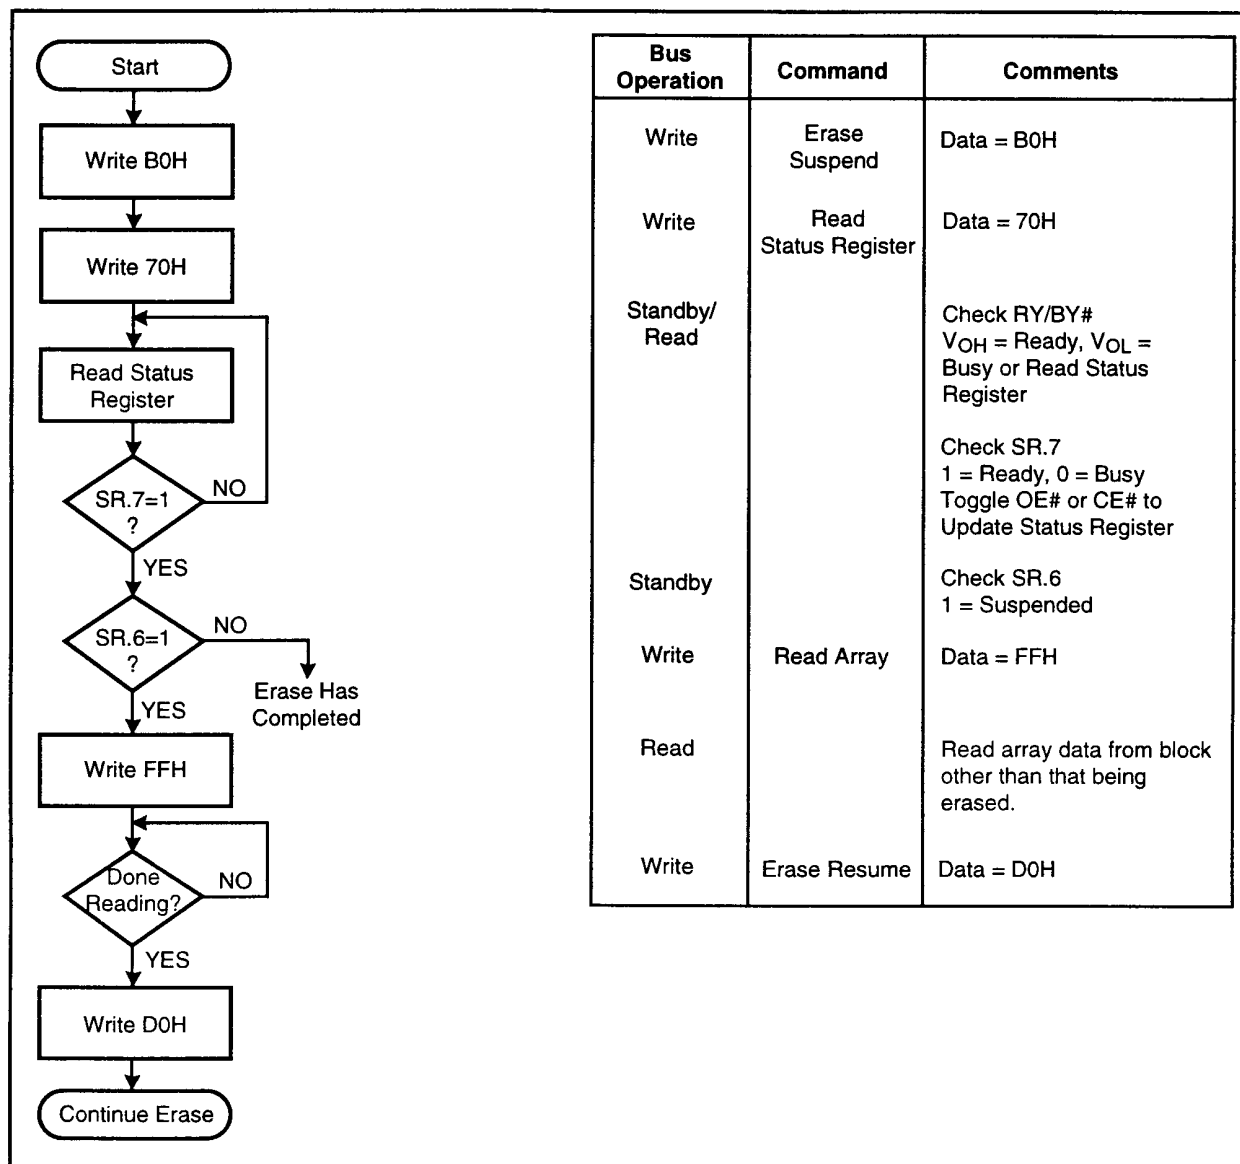 Start
Write B0H
Write 70H
Read Status
Register
SR.7=1
?
NO
YES
SR.6=1
?
NO
Erase Has
Completed
YES
Write FFH
Done
Reading?
NO
YES
Write D0H
Continue Erase
Bus
Operation
Command
Comments
Write
Erase
Suspend
Data = B0H
Write
Read
Status Register
Data = 70H
Standby/
Read
Check RY/BY#
VOH = Ready, VOL =
Busy or Read Status
Register
Check SR.7
1 = Ready, 0 = Busy
Toggle OE# or CE# to
Update Status Register
Standby
Check SR.6
1 = Suspended
Write
Read Array
Data = FFH
Read
Read array data from block
other than that being
erased.
Write
Erase Resume
Data = D0H